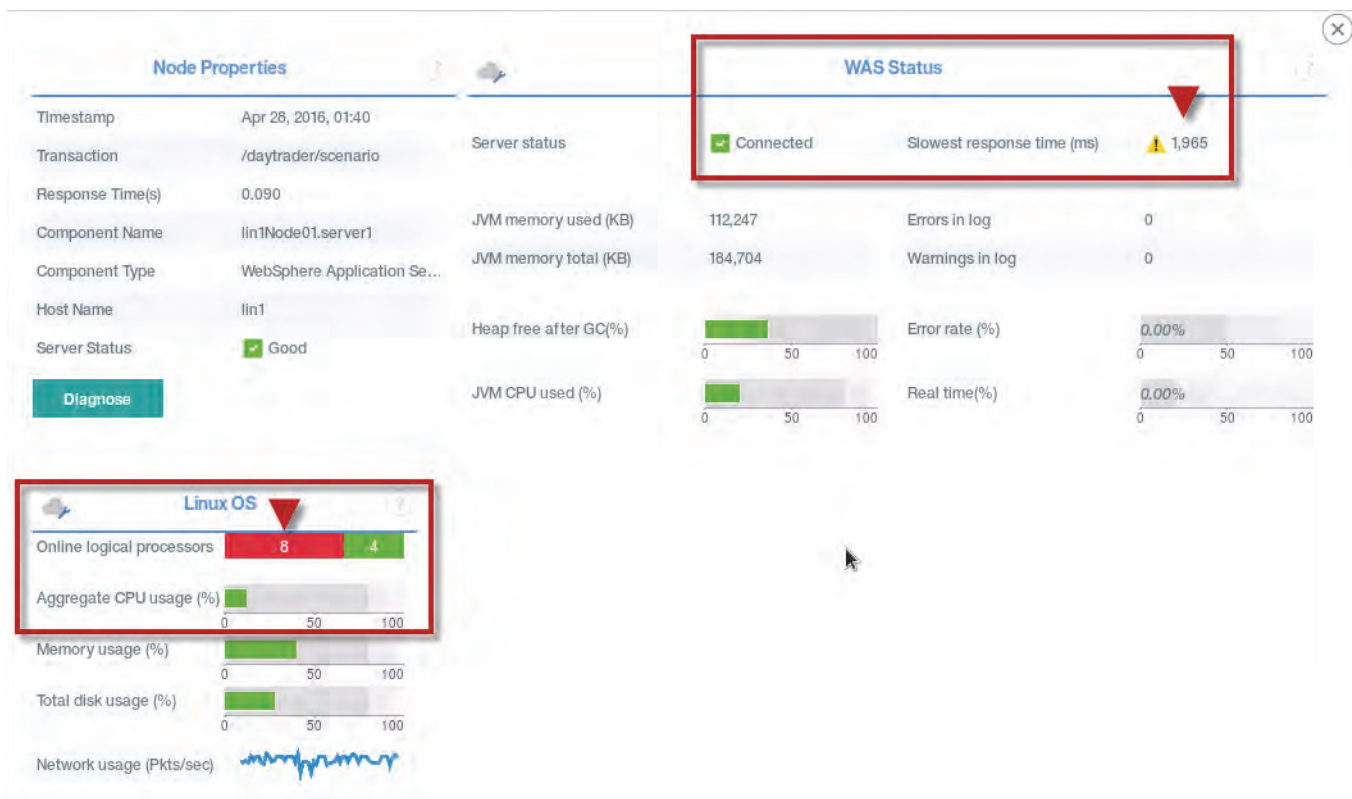 Node Properties
?
Timestamp Apr 28, 2016, 01:40
Transaction /daytrader/scenario
Response Time(s) 0.090
Component Name lin1Node01.server1
Component Type WebSphere Application Se...
Host Name lin1
Server Status Good
Diagnose
WAS Status
?
Server status Connected Slowest response time (ms) 1,965
JVM memory used (KB) 112,247 Errors in log 0
JVM memory total (KB) 184,704 Warnings in log 0
Heap free after GC(%) Error rate (%) 0.00%
0 50 100 0 50 100
JVM CPU used (%) Real time(%) 0.00%
0 50 100 0 50 100
Linux OS
?
Online logical processors 8 4
Aggregate CPU usage (%)
0 50 100
Memory usage (%)
0 50 100
Total disk usage (%)
0 50 100
Network usage (Pkts/sec)